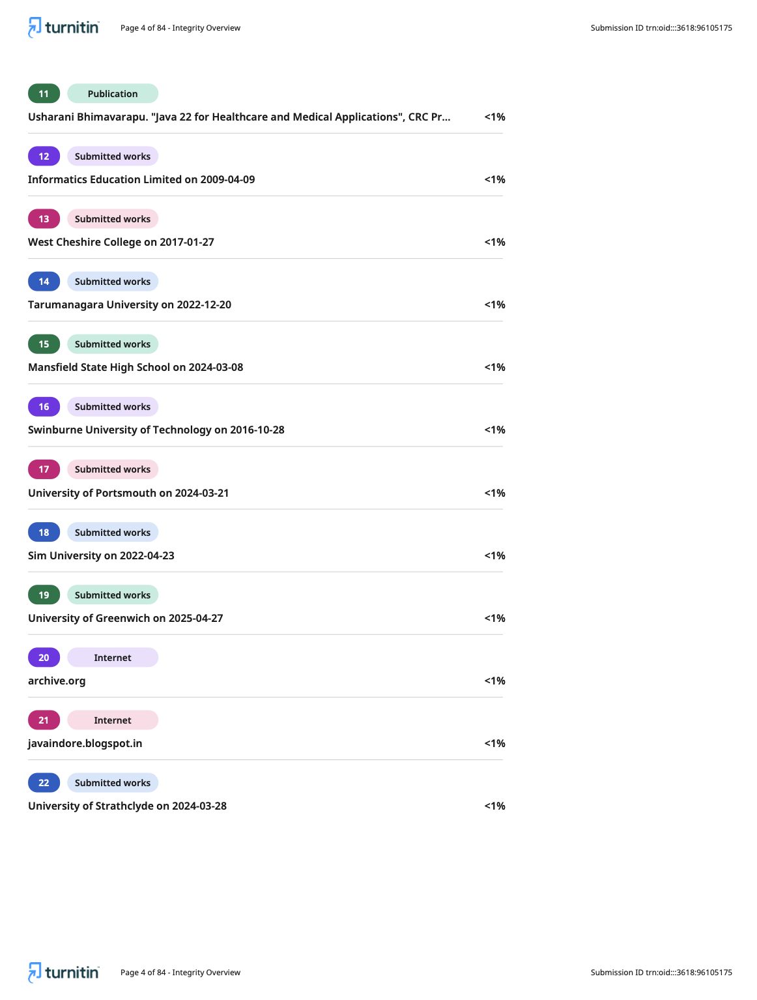 turnitin
Page 4 of 84 - Integrity Overview
Submission ID trn:oid:::3618:96105175
11 Publication
Usharani Bhimavarapu. "Java 22 for Healthcare and Medical Applications", CRC Pr... <1%
12 Submitted works
Informatics Education Limited on 2009-04-09 <1%
13 Submitted works
West Cheshire College on 2017-01-27 <1%
14 Submitted works
Tarumanagara University on 2022-12-20 <1%
15 Submitted works
Mansfield State High School on 2024-03-08 <1%
16 Submitted works
Swinburne University of Technology on 2016-10-28 <1%
17 Submitted works
University of Portsmouth on 2024-03-21 <1%
18 Submitted works
Sim University on 2022-04-23 <1%
19 Submitted works
University of Greenwich on 2025-04-27 <1%
20 Internet
archive.org <1%
21 Internet
javaindore.blogspot.in <1%
22 Submitted works
University of Strathclyde on 2024-03-28 <1%
turnitin
Page 4 of 84 - Integrity Overview
Submission ID trn:oid:::3618:96105175